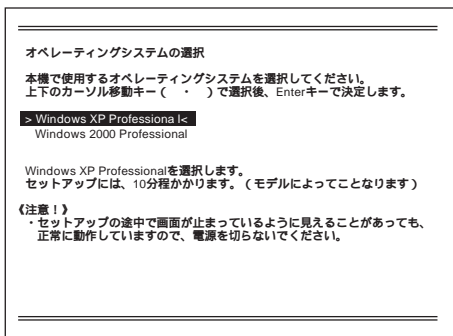 オペレーティングシステムの選択
本機で使用するオペレーティングシステムを選択してください。
上下のカーソル移動キー（　・　）で選択後、Enterキーで決定します。
> Windows XP Professiona l<
Windows 2000 Professional
Windows XP Professionalを選択します。
セットアップには、10分程かかります。（モデルによってことなります）
《注意！》
・セットアップの途中で画面が止まっているように見えることがあっても、
正常に動作していますので、電源を切らないでください。